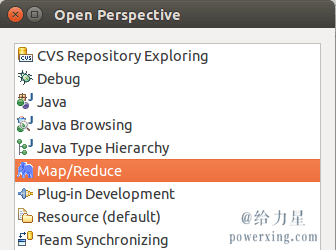 Open Perspective
CVS Repository Exploring
Debug
Java
Java Browsing
Java Type Hierarchy
Map/Reduce
Plug-in Development
Resource (default)
Team Synchronizing
@给力星
powerxing.com